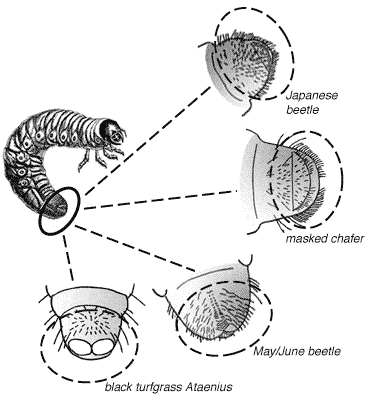 Japanese
beetle
masked chafer
May/June beetle
black turfgrass Ataenius